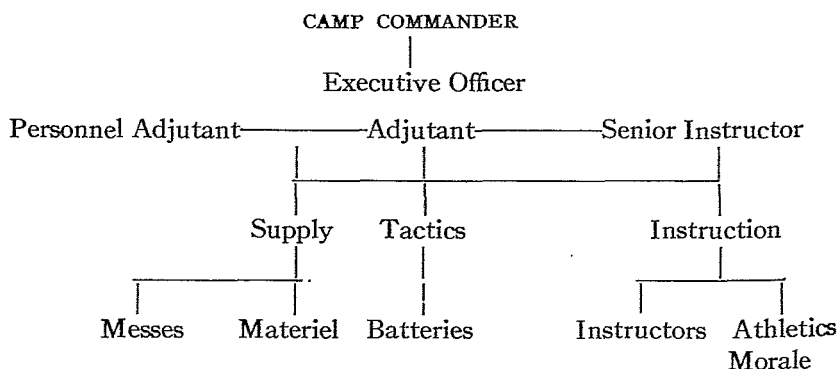 CAMP COMMANDER
Executive Officer
Personnel Adjutant Adjutant Senior Instructor
Supply Tactics Instruction
Messes Materiel Batteries Instructors Athletics
Morale